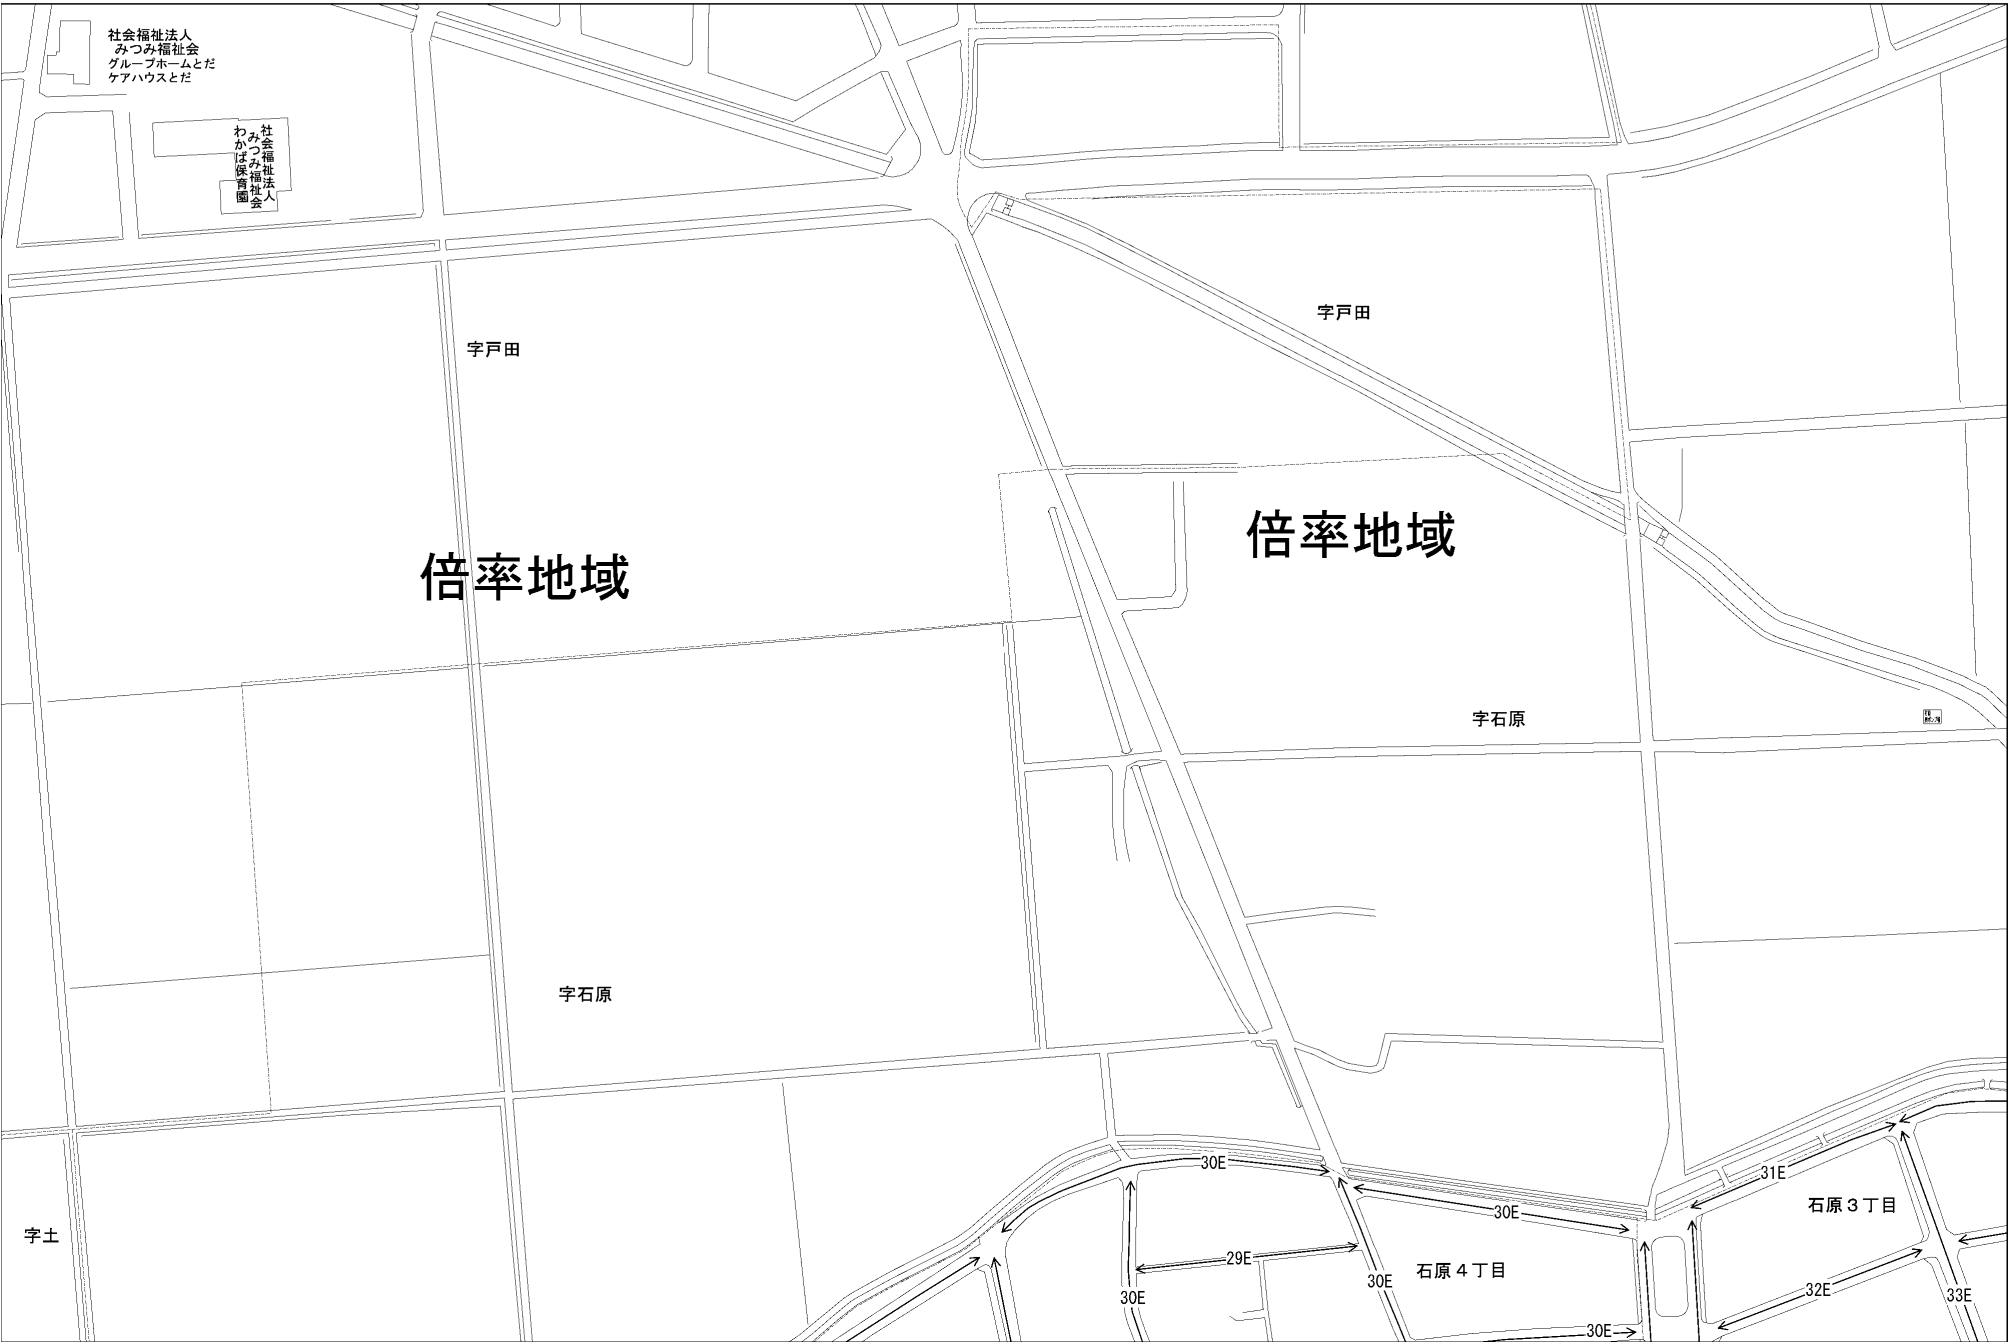 社会福祉法人
みつみ福祉会
グループホームとだ
ケアハウスとだ
社会福祉法人
みつみ福祉会
わかば保育園
字戸田
字戸田
倍率地域
倍率地域
字石原
字石原
字土
30E
31E
石原３丁目
30E
29E
石原４丁目
30E
30E
32E
33E
30E